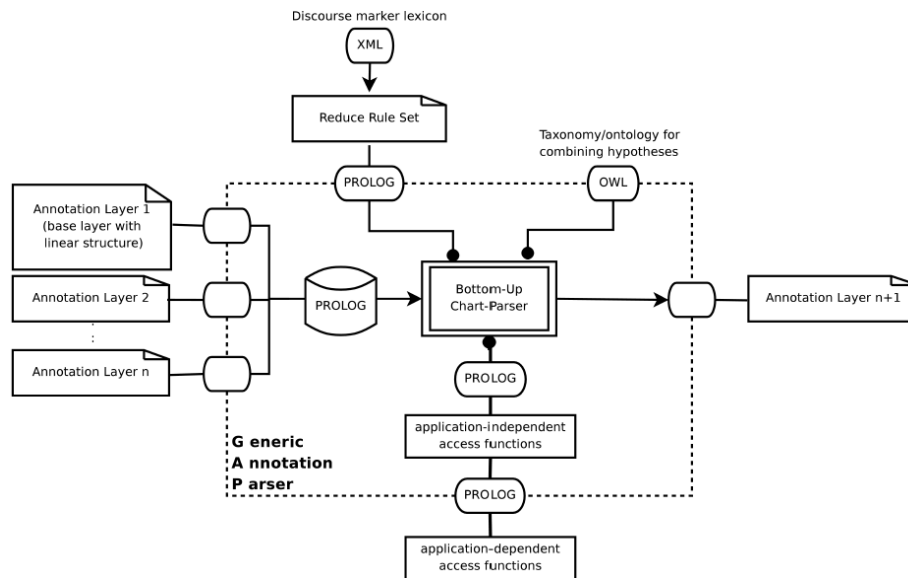 Discourse marker lexicon
XML
Reduce Rule Set
Taxonomy/ontology for
combining hypotheses
PROLOG
OWL
Annotation Layer 1
(base layer with
linear structure)
Annotation Layer 2
:
Annotation Layer n
PROLOG
Bottom-Up
Chart-Parser
Annotation Layer n+1
PROLOG
application-independent
access functions
G eneric
A nnotation
P arser
PROLOG
application-dependent
access functions